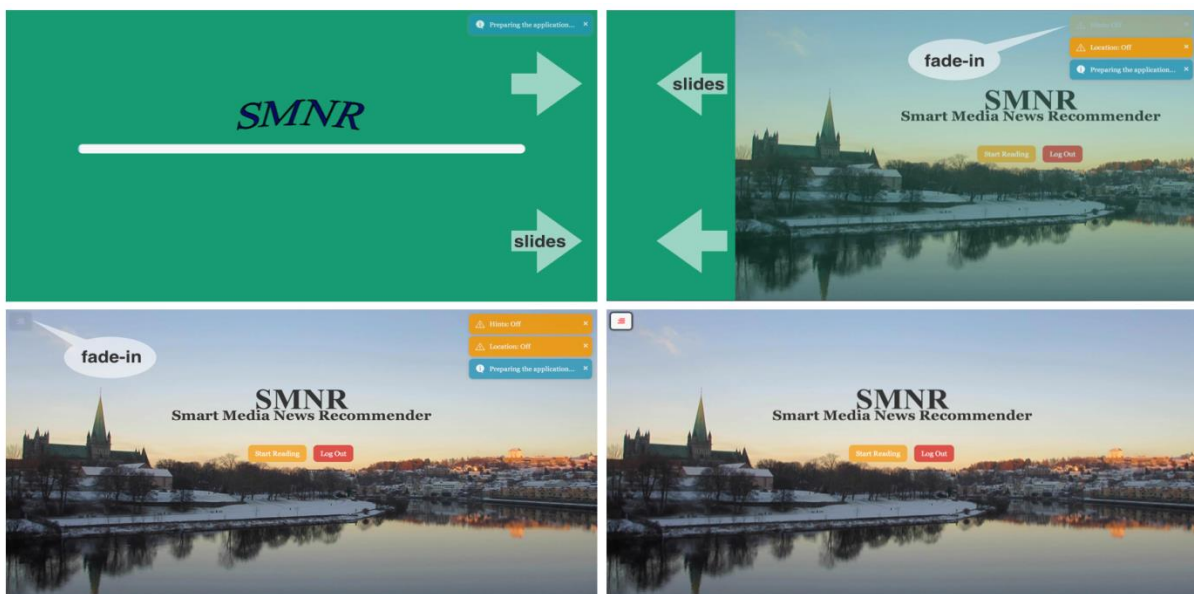 Preparing the application... ×
SMNR
slides
Hints: Off ×
fade-in
Location: Off ×
slides
Preparing the application... ×
SMNR
Smart Media News Recommender
Start Reading Log Out
Hints: Off ×
Location: Off ×
fade-in
Preparing the application... ×
SMNR
Smart Media News Recommender
Start Reading Log Out
SMNR
Smart Media News Recommender
Start Reading Log Out